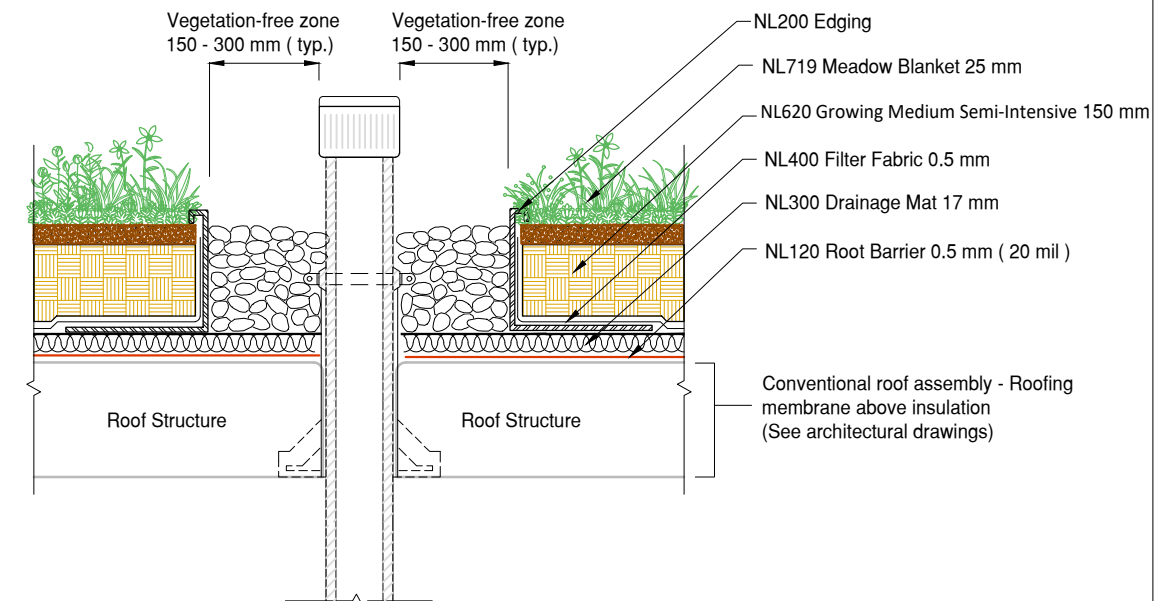 Vegetation-free zone
150 - 300 mm ( typ.)
Vegetation-free zone
150 - 300 mm ( typ.)
NL200 Edging
NL719 Meadow Blanket 25 mm
NL620 Growing Medium Semi-Intensive 150 mm
NL400 Filter Fabric 0.5 mm
NL300 Drainage Mat 17 mm
NL120 Root Barrier 0.5 mm ( 20 mil )
Conventional roof assembly - Roofing
membrane above insulation
(See architectural drawings)
Roof Structure
Roof Structure